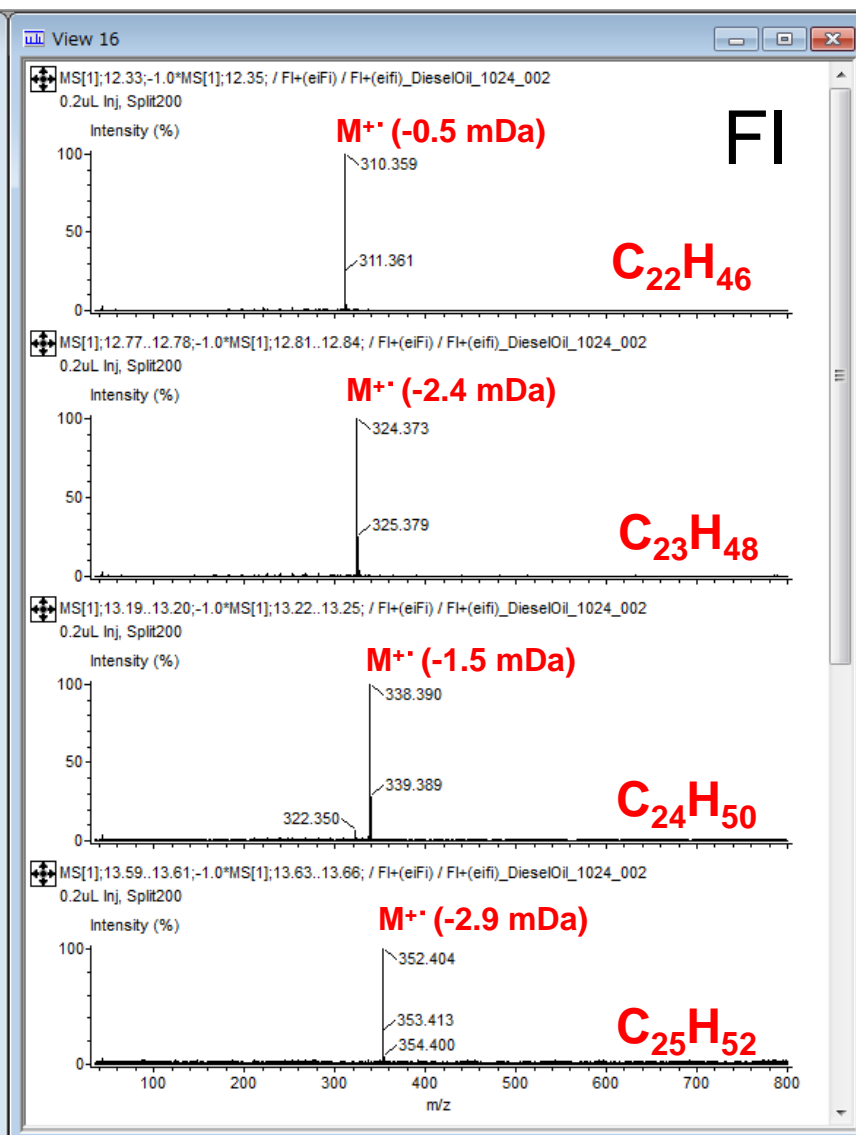 View 16
MS[1];12.33;-1.0*MS[1];12.35; / FI+(eiFi) / FI+(eifi)_DieselOil_1024_002
0.2uL Inj, Split200
Intensity (%)
M⁺· (-0.5 mDa)
FI
100
310.359
50
311.361
C₂₂H₄₆
0
MS[1];12.77..12.78;-1.0*MS[1];12.81..12.84; / FI+(eiFi) / FI+(eifi)_DieselOil_1024_002
0.2uL Inj, Split200
Intensity (%)
M⁺· (-2.4 mDa)
100
324.373
50
325.379
C₂₃H₄₈
0
MS[1];13.19..13.20;-1.0*MS[1];13.22..13.25; / FI+(eiFi) / FI+(eifi)_DieselOil_1024_002
0.2uL Inj, Split200
Intensity (%)
M⁺· (-1.5 mDa)
100
338.390
50
339.389
322.350
C₂₄H₅₀
0
MS[1];13.59..13.61;-1.0*MS[1];13.63..13.66; / FI+(eiFi) / FI+(eifi)_DieselOil_1024_002
0.2uL Inj, Split200
Intensity (%)
M⁺· (-2.9 mDa)
100
352.404
50
353.413
354.400
C₂₅H₅₂
0
100 200 300 400 500 600 700 800
m/z